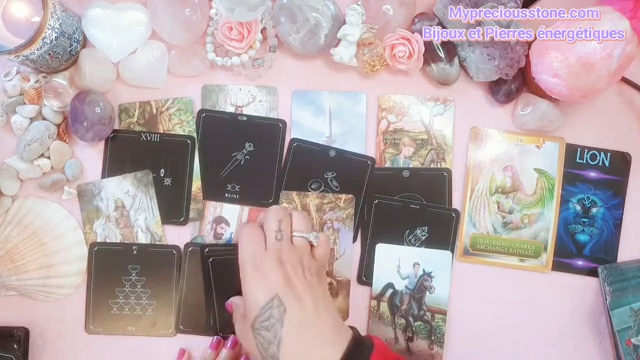 Mypreciousstone.com
Bijoux et Pierres énergétiques
XVIII
REINE
LION
QUATRIÈME CHAKRA
ARCHANGE RAPHAËL